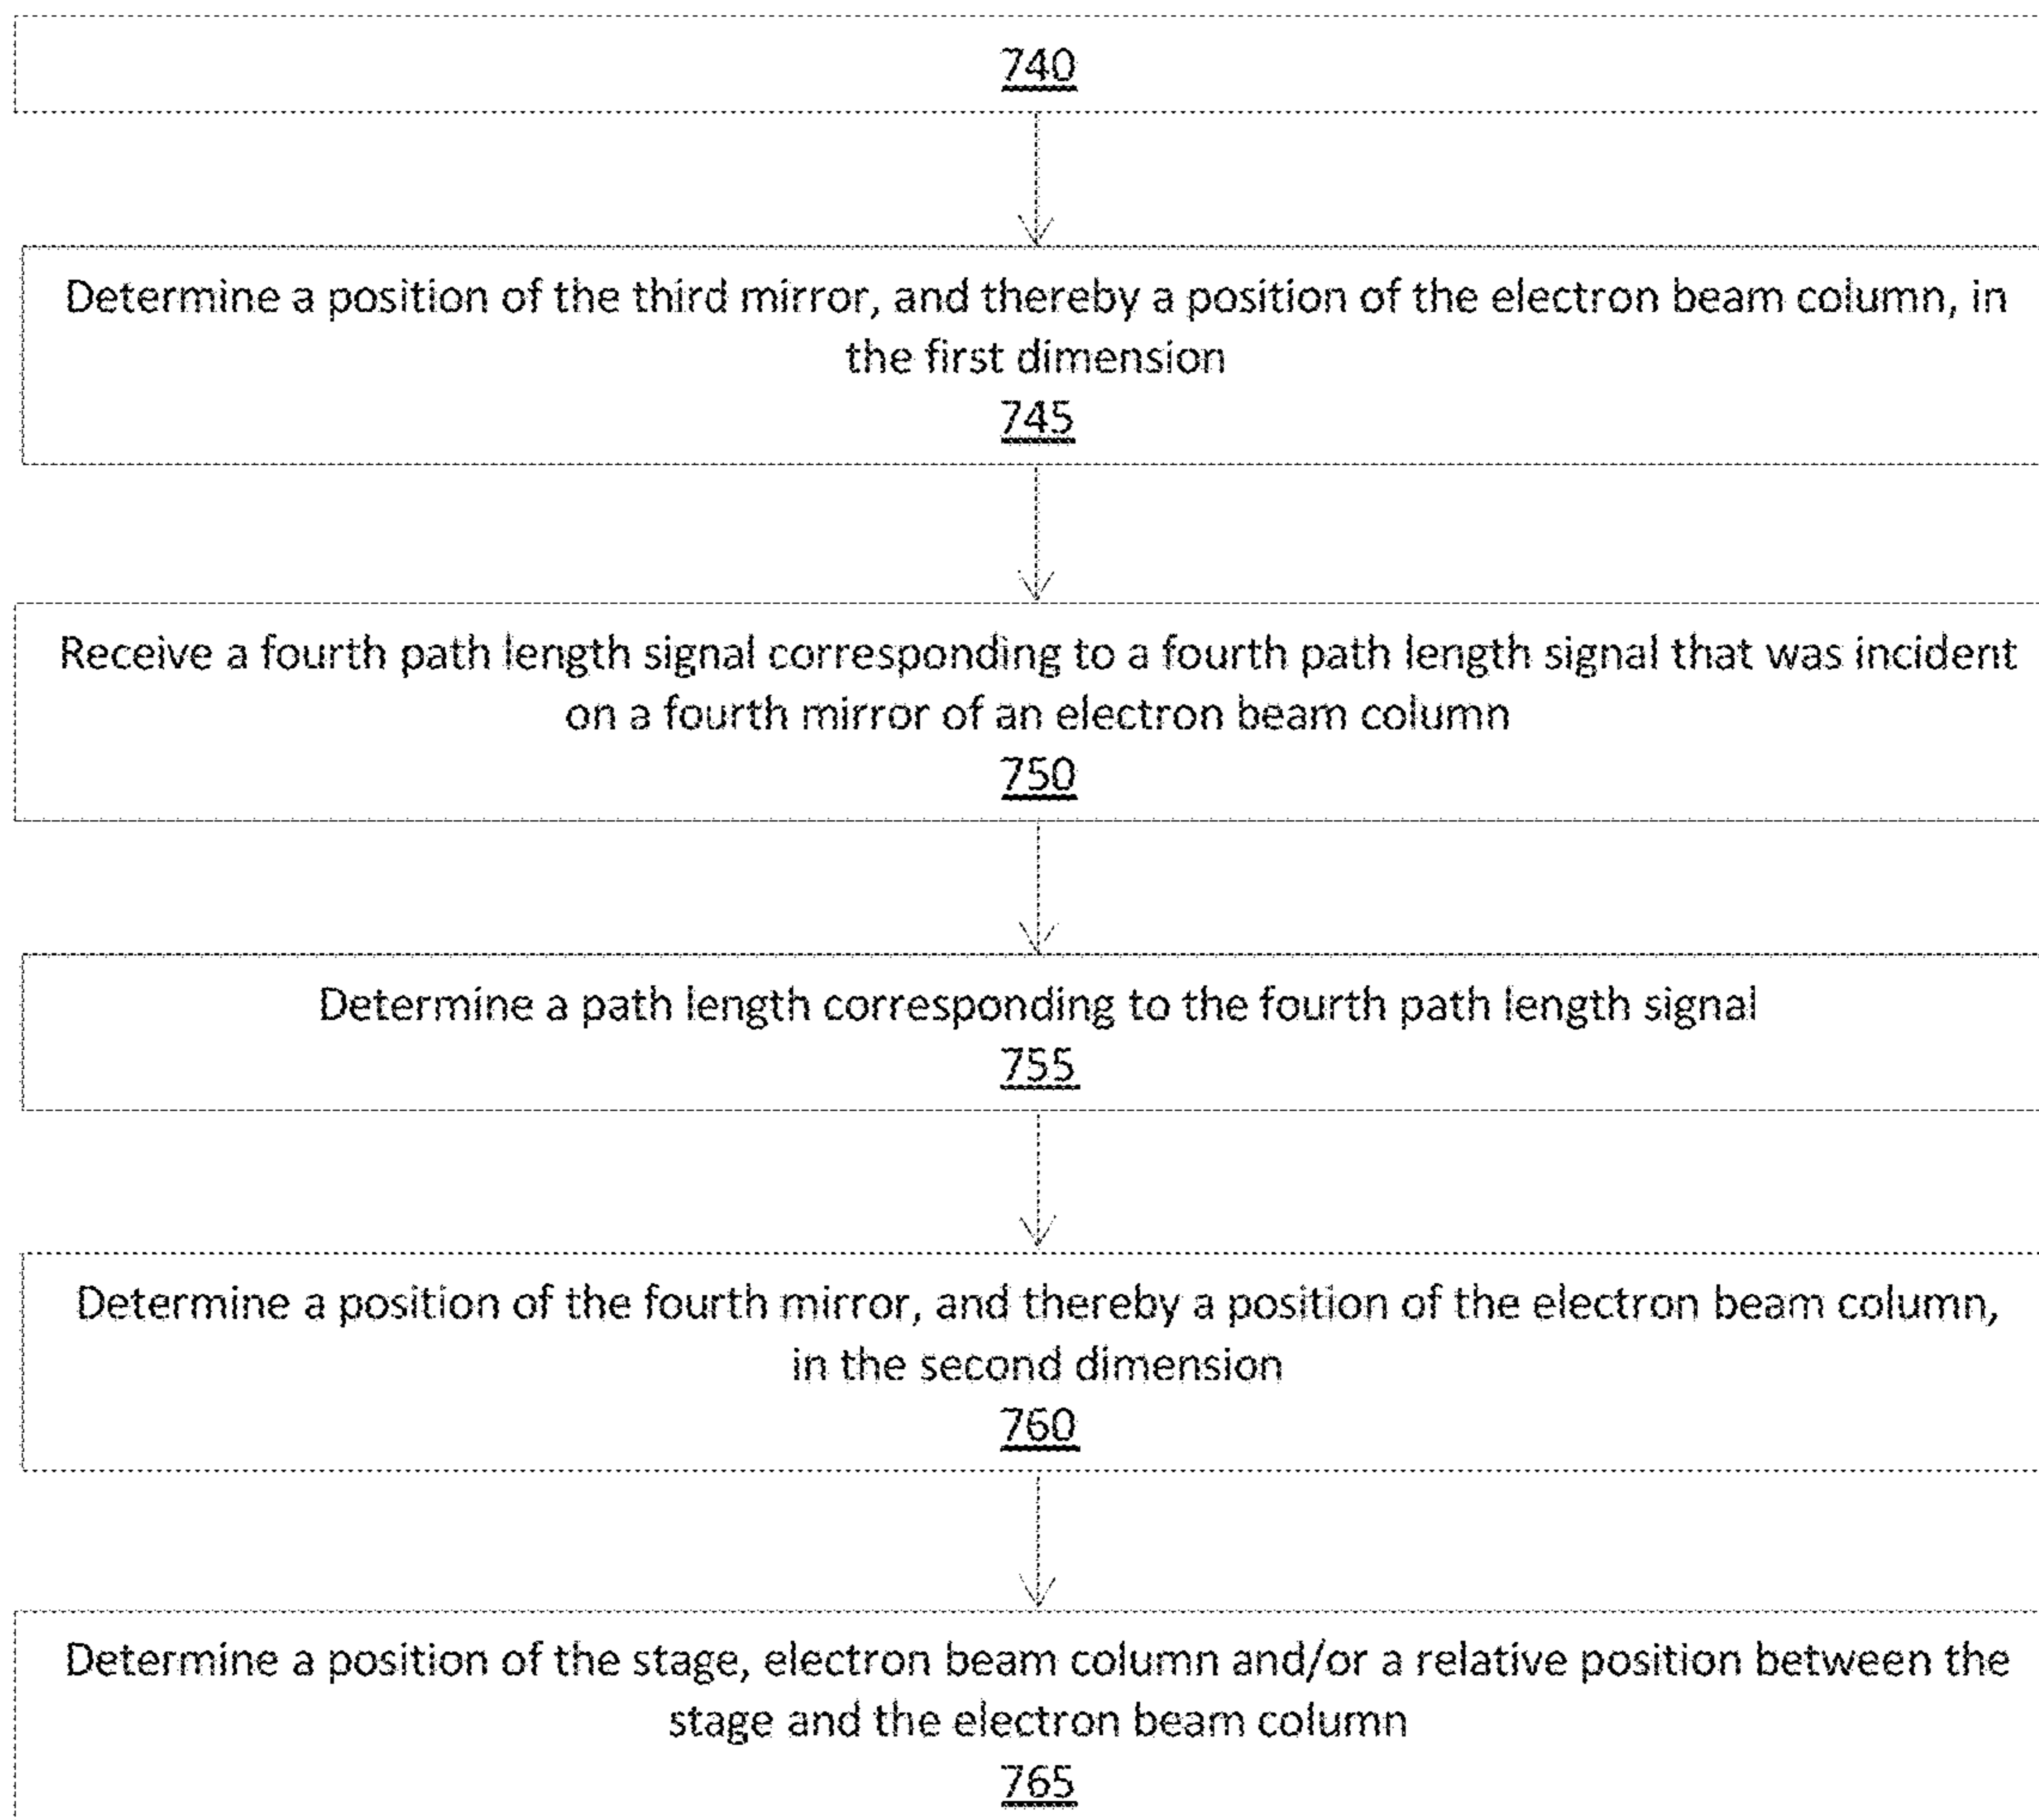 740
Determine a position of the third mirror, and thereby a position of the electron beam column, in
the first dimension
745
Receive a fourth path length signal corresponding to a fourth path length signal that was incident
on a fourth mirror of an electron beam column
750
Determine a path length corresponding to the fourth path length signal
755
Determine a position of the fourth mirror, and thereby a position of the electron beam column,
in the second dimension
760
Determine a position of the stage, electron beam column and/or a relative position between the
stage and the electron beam column
765